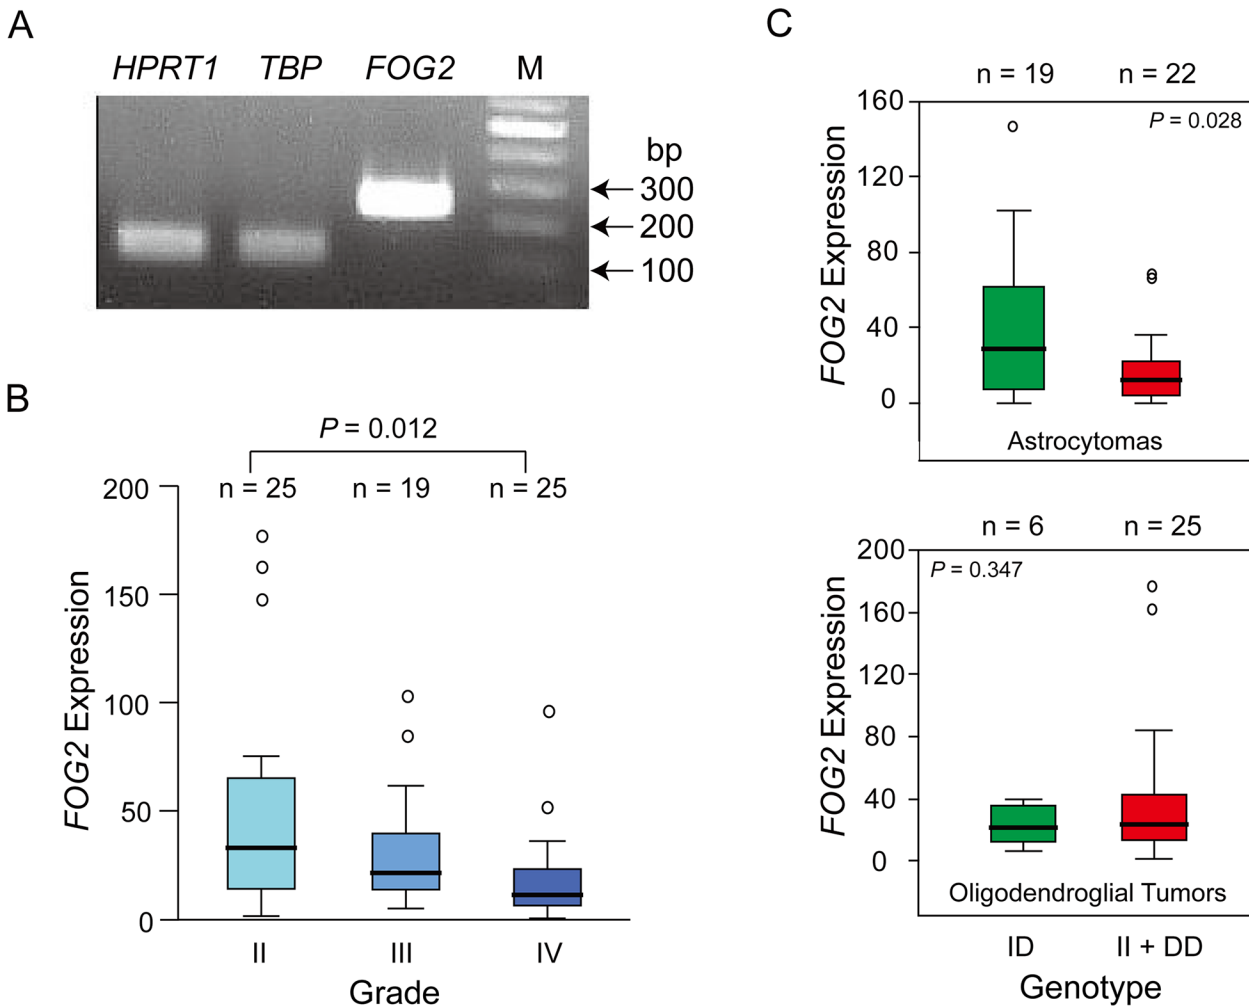 A
HPRT1 TBP FOG2 M
bp
300
200
100
B
P = 0.012
n = 25 n = 19 n = 25
200
150
100
50
0
FOG2 Expression
II III IV
Grade
C
n = 19 n = 22
P = 0.028
160
120
80
40
0
FOG2 Expression
Astrocytomas
n = 6 n = 25
P = 0.347
200
160
120
80
40
0
FOG2 Expression
Oligodendroglial Tumors
ID II + DD
Genotype